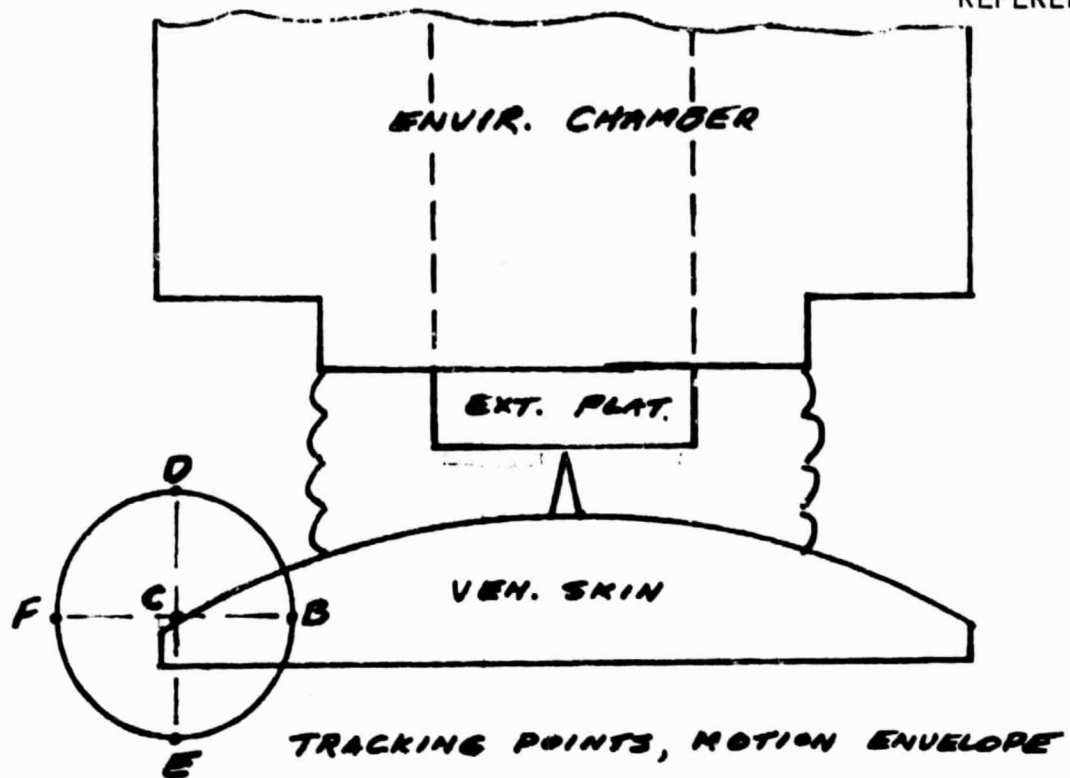 ENVIR. CHAMBER
EXT. PLAT.
D
F C B
VEH. SKIN
E
TRACKING POINTS, MOTION ENVELOPE